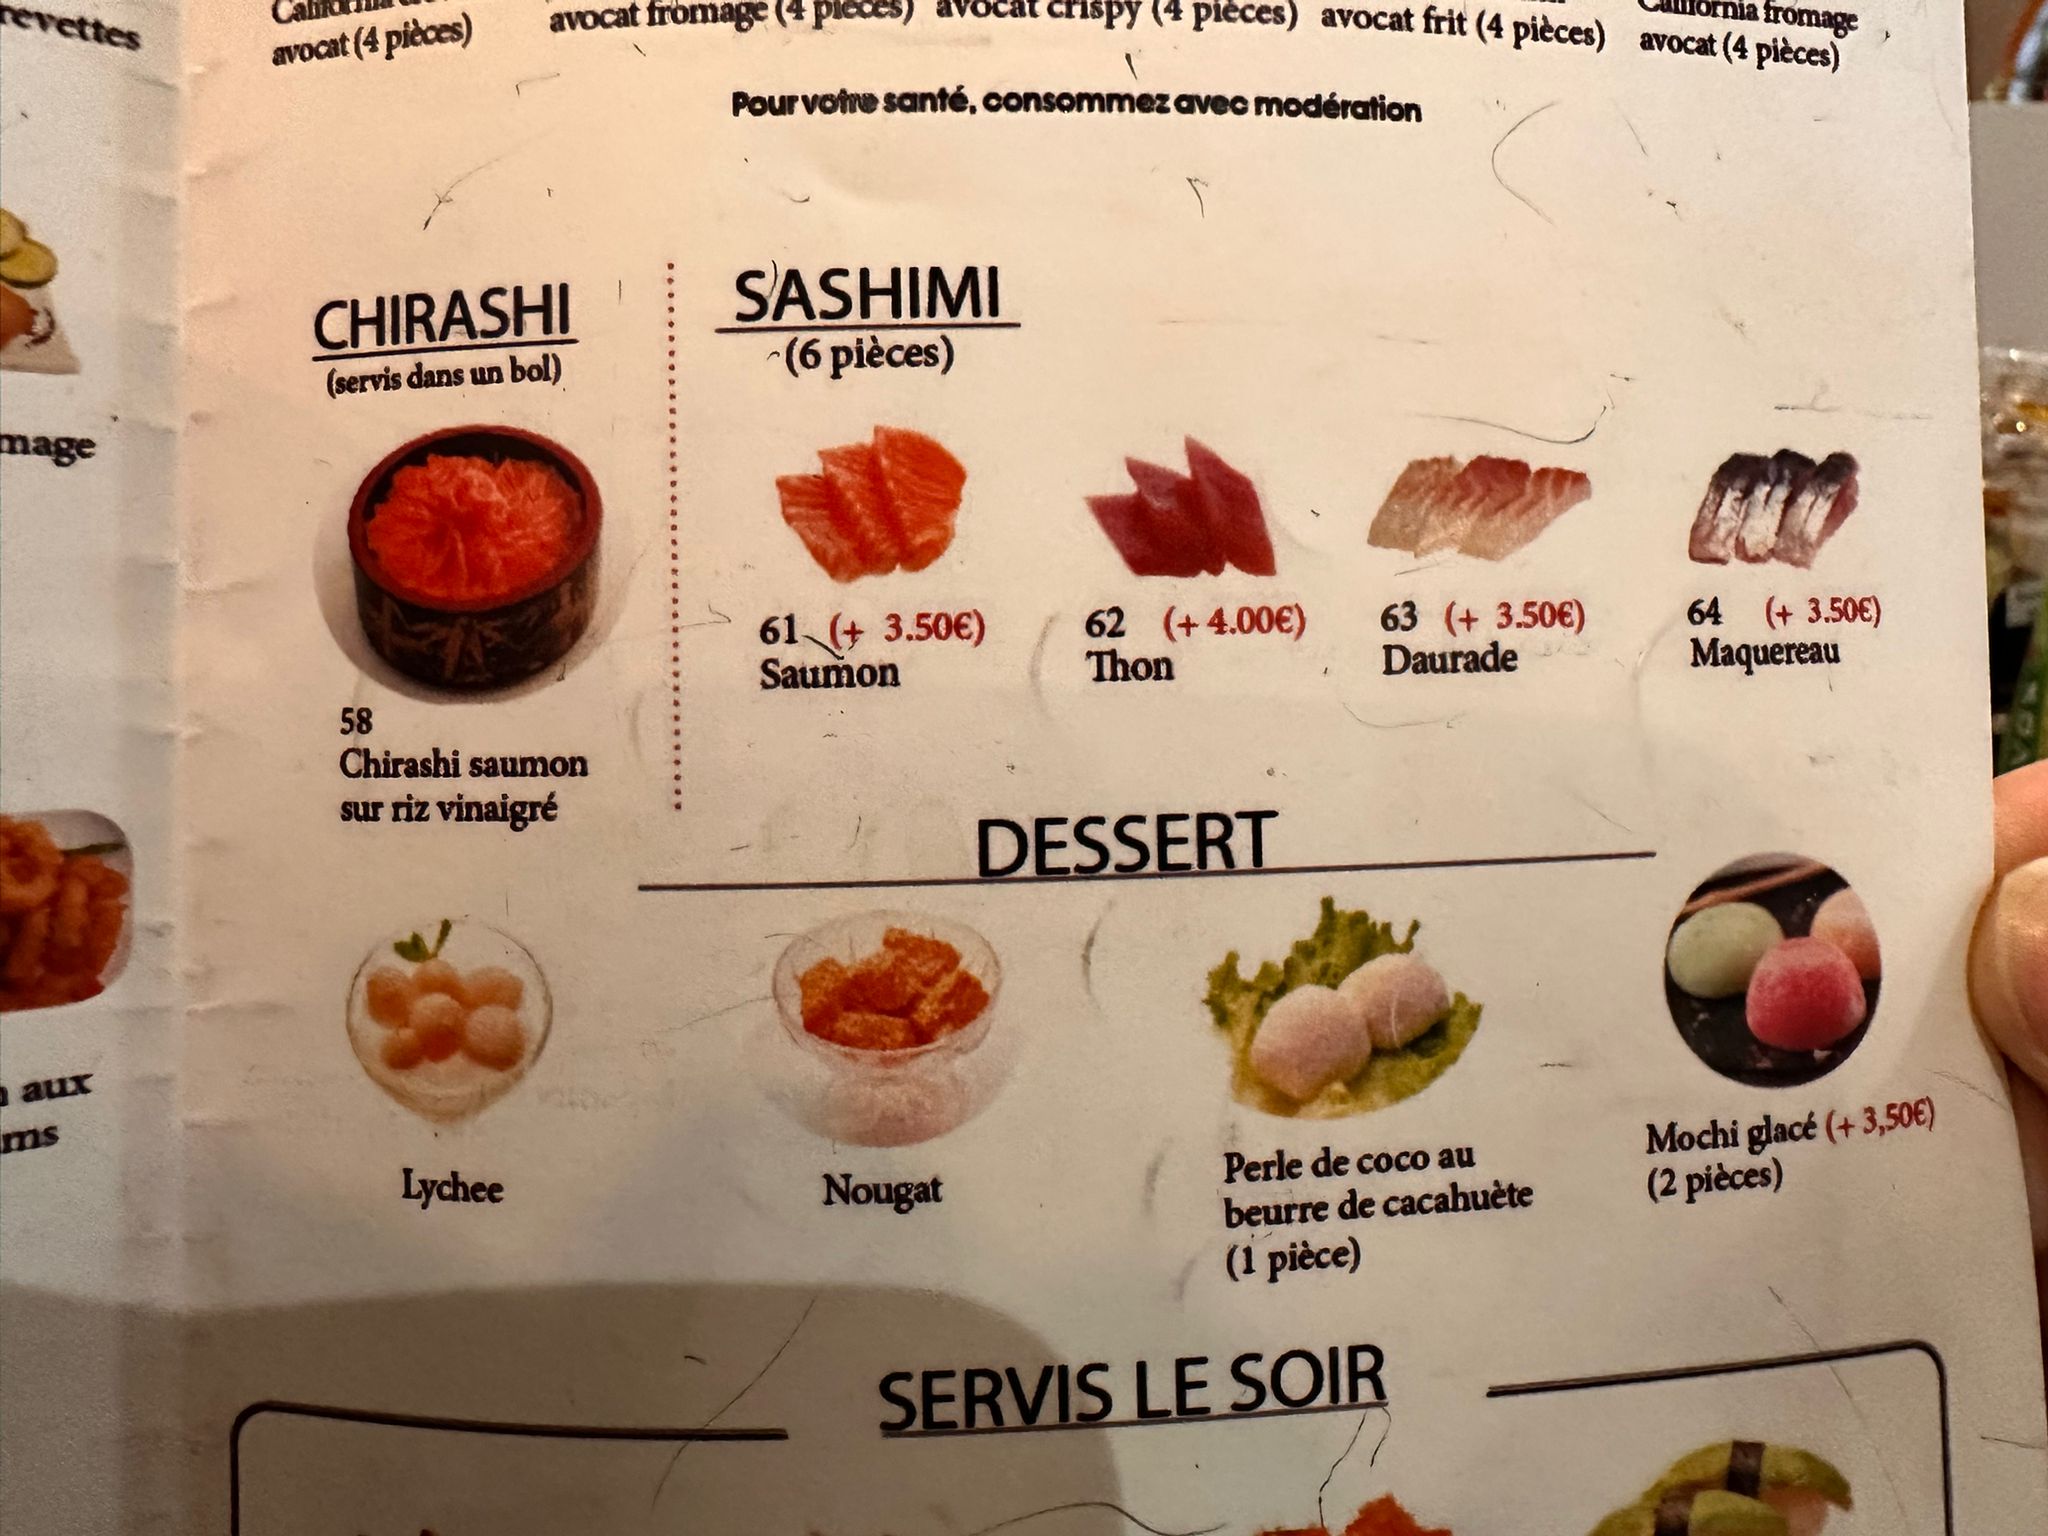 revettes
avocat (4 pièces)
avocat fromage (4 pièces)
avocat crispy (4 pièces)
avocat frit (4 pièces)
California fromage
avocat (4 pièces)
Pour votre santé, consommez avec modération
CHIRASHI
(servis dans un bol)
SASHIMI
(6 pièces)
mage
61 (+ 3.50€)
Saumon
62 (+ 4.00€)
Thon
63 (+ 3.50€)
Daurade
64 (+ 3.50€)
Maquereau
58
Chirashi saumon
sur riz vinaigré
DESSERT
aux
ms
Lychee
Nougat
Perle de coco au
beurre de cacahuète
(1 pièce)
Mochi glacé (+ 3,50€)
(2 pièces)
SERVIS LE SOIR